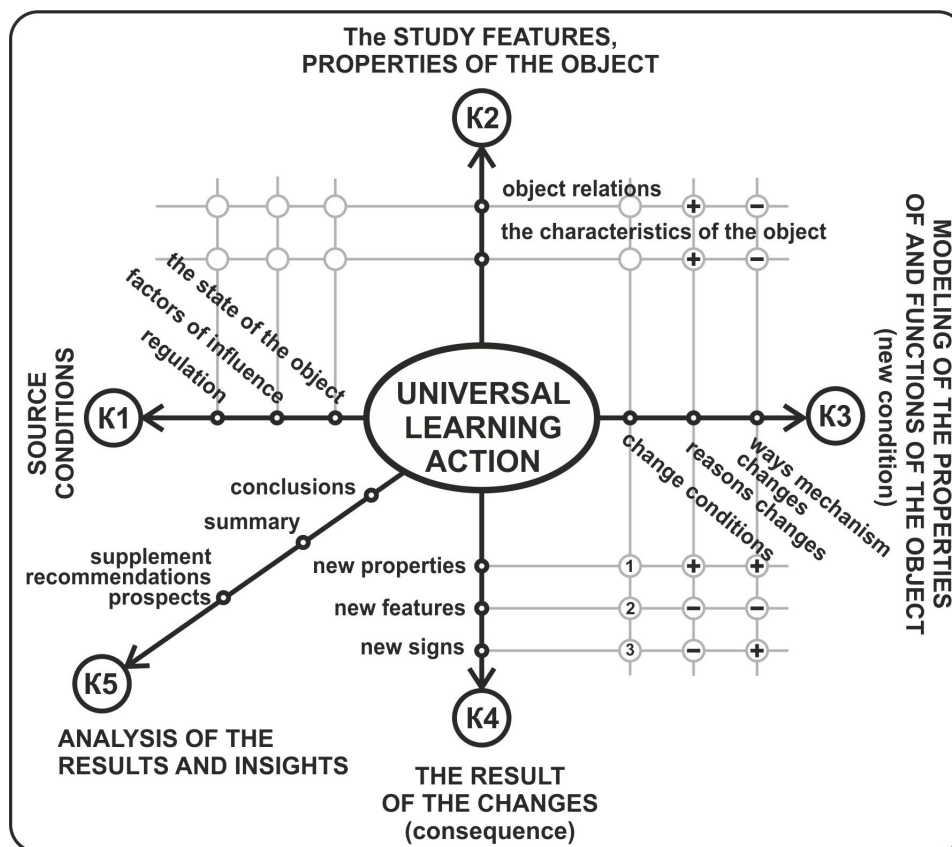 The STUDY FEATURES,
PROPERTIES OF THE OBJECT
K2
object relations
+ −
the characteristics of the object
+ −
the state of the object
factors of influence
regulation
SOURCE
CONDITIONS
K1
UNIVERSAL
LEARNING
ACTION
K3
MODELING OF THE PROPERTIES
OF AND FUNCTIONS OF THE OBJECT
(new condition)
change conditions
reasons changes
ways mechanism
changes
conclusions
summary
supplement
recommendations
prospects
K5
ANALYSIS OF THE
RESULTS AND INSIGHTS
new properties
1 + +
new features
2 − −
new signs
3 − +
K4
THE RESULT
OF THE CHANGES
(consequence)